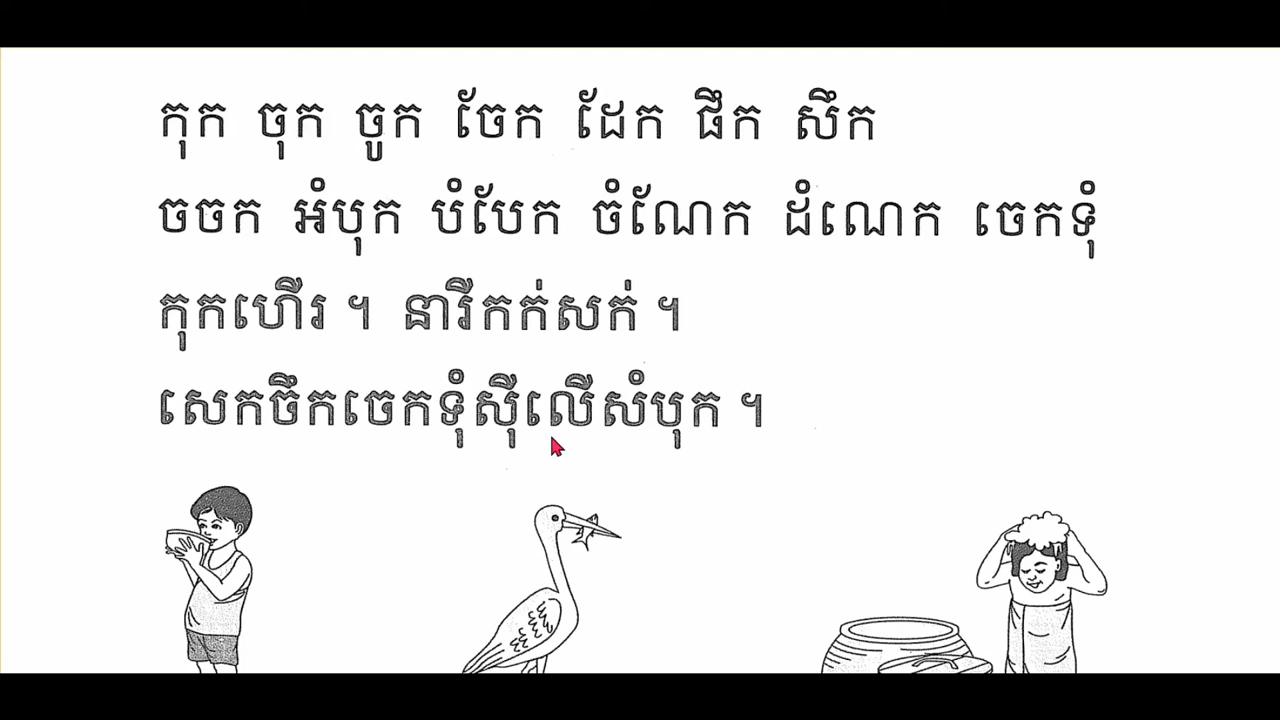 កុក ចុក ចូក ចែក ដែក ផឹក សឹក
ចចក អំបុក បំបែក ចំណែក ដំណេក ចេកទុំ
កុកហើរ ។ នារីកក់សក់ ។
សេកចឹកចេកទុំស៊ីលើសំបុក ។